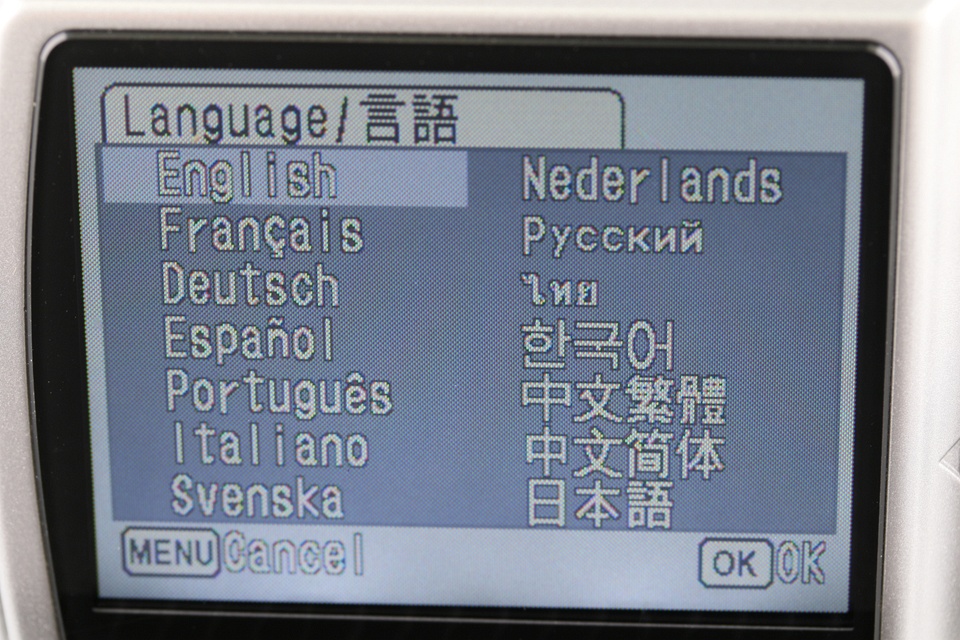 Language/言語
English Nederlands
Français Русский
Deutsch ไทย
Español 한국어
Português 中文繁體
Italiano 中文简体
Svenska 日本語
MENU Cancel OK OK